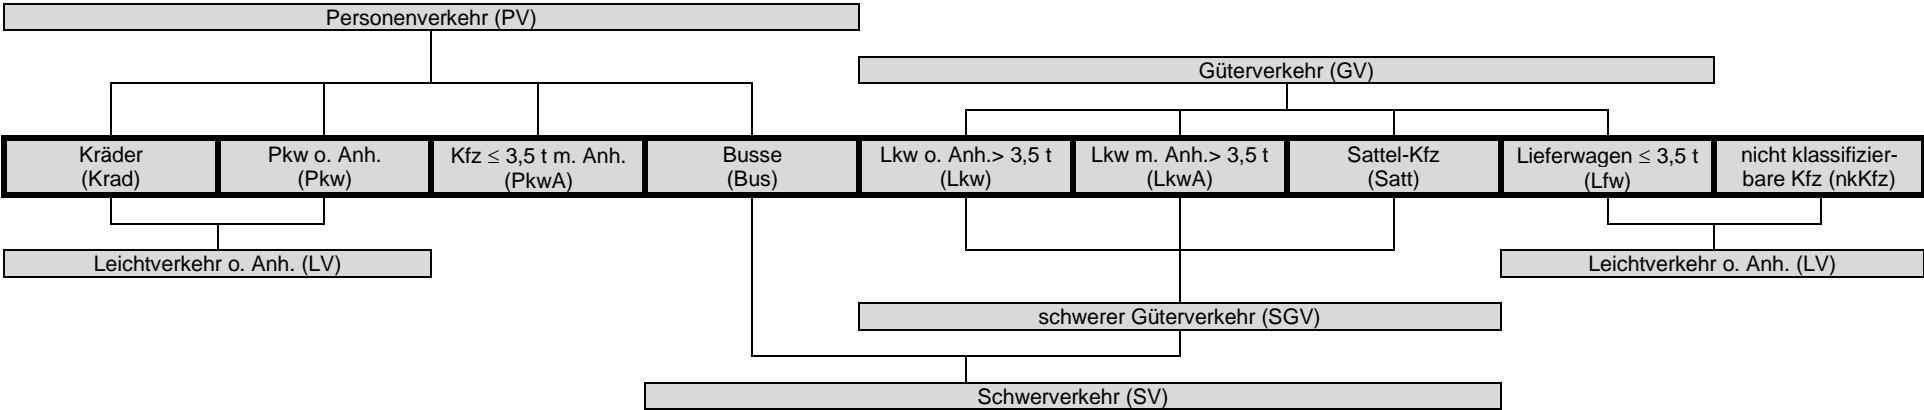 Personenverkehr (PV)
Güterverkehr (GV)
Kräder
(Krad)
Pkw o. Anh.
(Pkw)
Kfz ≤ 3,5 t m. Anh.
(PkwA)
Busse
(Bus)
Lkw o. Anh.> 3,5 t
(Lkw)
Lkw m. Anh.> 3,5 t
(LkwA)
Sattel-Kfz
(Satt)
Lieferwagen ≤ 3,5 t
(Lfw)
nicht klassifizier-
bare Kfz (nkKfz)
Leichtverkehr o. Anh. (LV)
Leichtverkehr o. Anh. (LV)
schwerer Güterverkehr (SGV)
Schwerverkehr (SV)